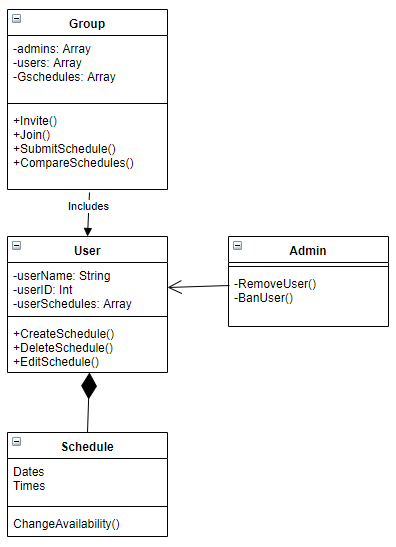 Group
-admins: Array
-users: Array
-Gschedules: Array
+Invite()
+Join()
+SubmitSchedule()
+CompareSchedules()
Includes
User
-userName: String
-userID: Int
-userSchedules: Array
+CreateSchedule()
+DeleteSchedule()
+EditSchedule()
Admin
-RemoveUser()
-BanUser()
Schedule
Dates
Times
ChangeAvailability()